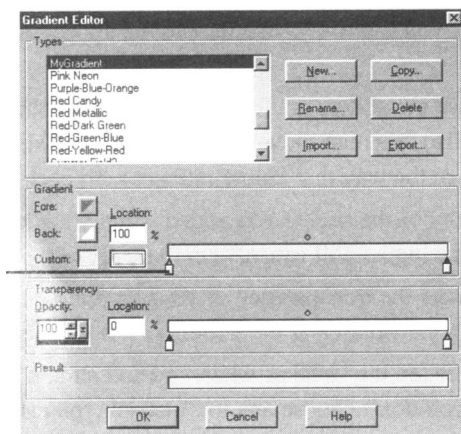 Gradient Editor
Types
MyGradient
Pink Neon
Purple-Blue-Orange
Red Candy
Red Metallic
Red-Dark Green
Red-Green-Blue
Red-Yellow-Red
New... Copy...
Rename... Delete
Import... Export...
Gradient
Fore: Location:
Back: 100 %
Custom:
Transparency
Opacity: Location:
100 0 %
Result
OK Cancel Help